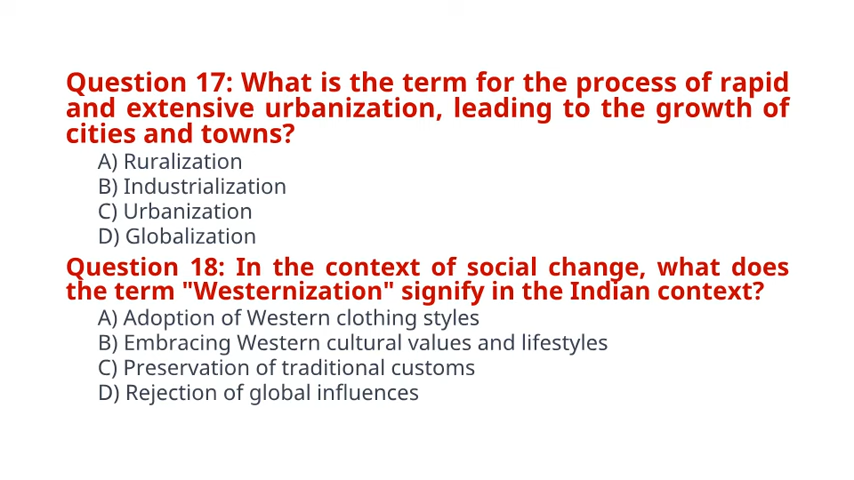 Question 17: What is the term for the process of rapid
and extensive urbanization, leading to the growth of
cities and towns?
A) Ruralization
B) Industrialization
C) Urbanization
D) Globalization
Question 18: In the context of social change, what does
the term "Westernization" signify in the Indian context?
A) Adoption of Western clothing styles
B) Embracing Western cultural values and lifestyles
C) Preservation of traditional customs
D) Rejection of global influences